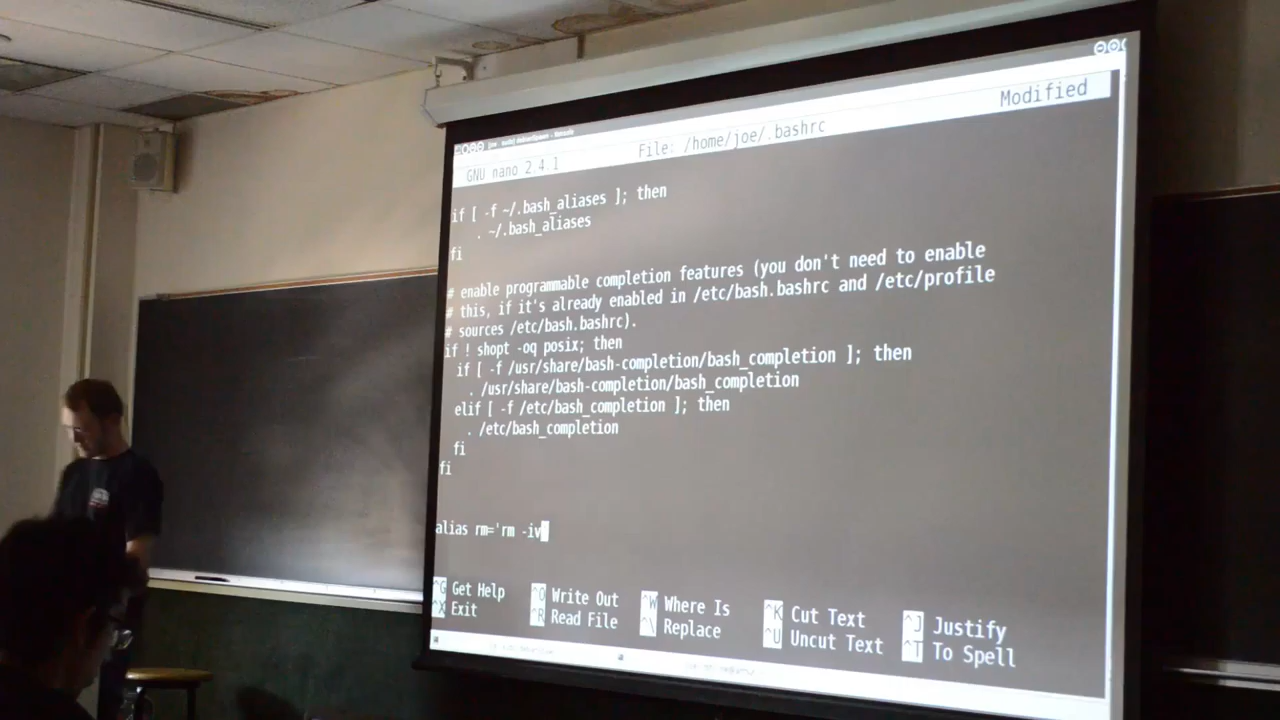 GNU nano 2.4.1 File: /home/joe/.bashrc Modified
if [ -f ~/.bash_aliases ]; then
. ~/.bash_aliases
fi
# enable programmable completion features (you don't need to enable
# this, if it's already enabled in /etc/bash.bashrc and /etc/profile
# sources /etc/bash.bashrc).
if ! shopt -oq posix; then
if [ -f /usr/share/bash-completion/bash_completion ]; then
. /usr/share/bash-completion/bash_completion
elif [ -f /etc/bash_completion ]; then
. /etc/bash_completion
fi
fi
alias rm='rm -iv
^G Get Help ^O Write Out ^W Where Is ^K Cut Text ^J Justify
^X Exit ^R Read File ^\ Replace ^U Uncut Text ^T To Spell